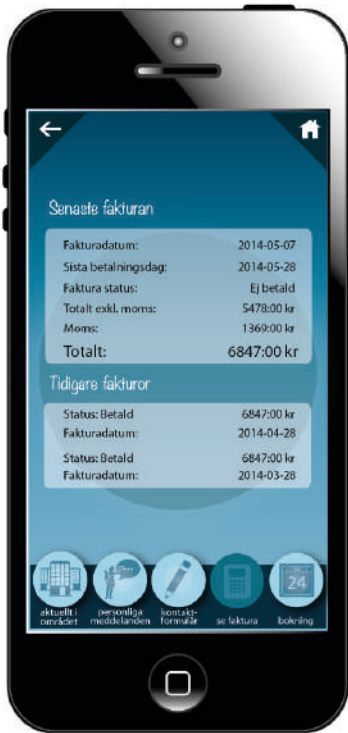 Senaste fakturan
Fakturadatum: 2014-05-07
Sista betalningsdag: 2014-05-28
Faktura status: Ej betald
Totalt exkl. moms: 5478:00 kr
Moms: 1369:00 kr
Totalt: 6847:00 kr
Tidigare fakturor
Status: Betald 6847:00 kr
Fakturadatum: 2014-04-28
Status: Betald 6847:00 kr
Fakturadatum: 2014-03-28
24
aktuellt i området
personliga meddelanden
kontakt-formulär
se faktura
bokning